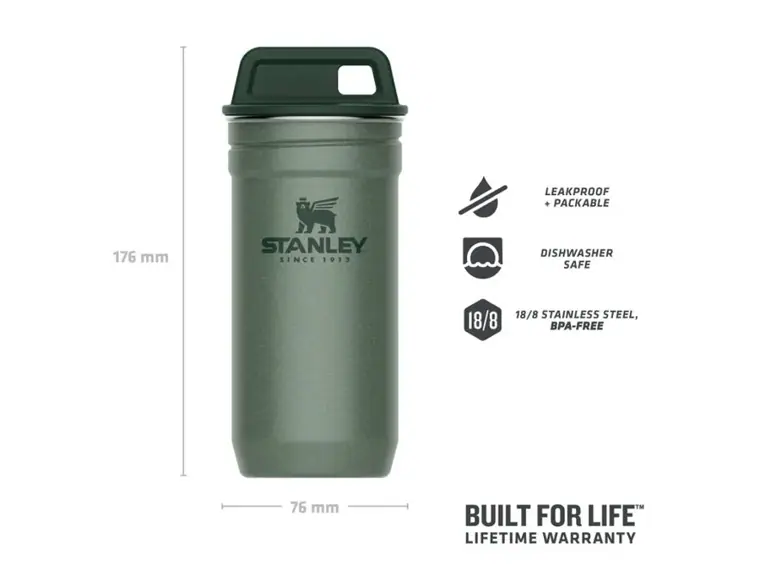 176 mm
STANLEY
SINCE 1913
76 mm
LEAKPROOF
+ PACKABLE
DISHWASHER
SAFE
18/8
18/8 STAINLESS STEEL,
BPA-FREE
BUILT FOR LIFE™
LIFETIME WARRANTY